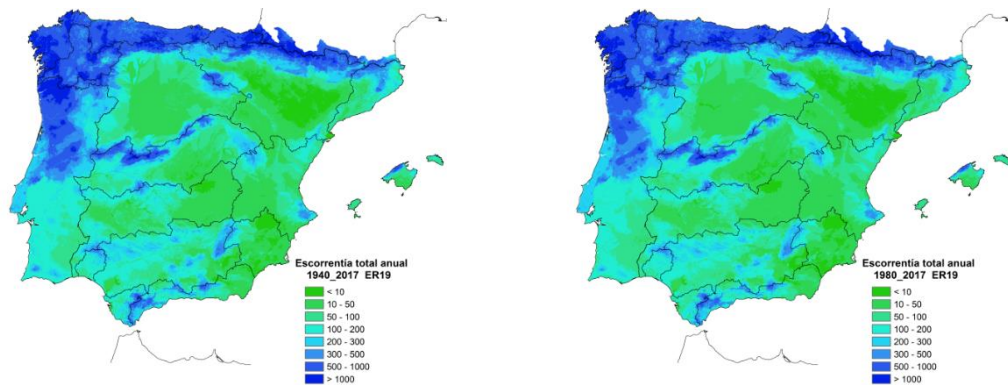 Escorrentía total anual
1940_2017 ER19
< 10
10 - 50
50 - 100
100 - 200
200 - 300
300 - 500
500 - 1000
> 1000
Escorrentía total anual
1980_2017 ER19
< 10
10 - 50
50 - 100
100 - 200
200 - 300
300 - 500
500 - 1000
> 1000